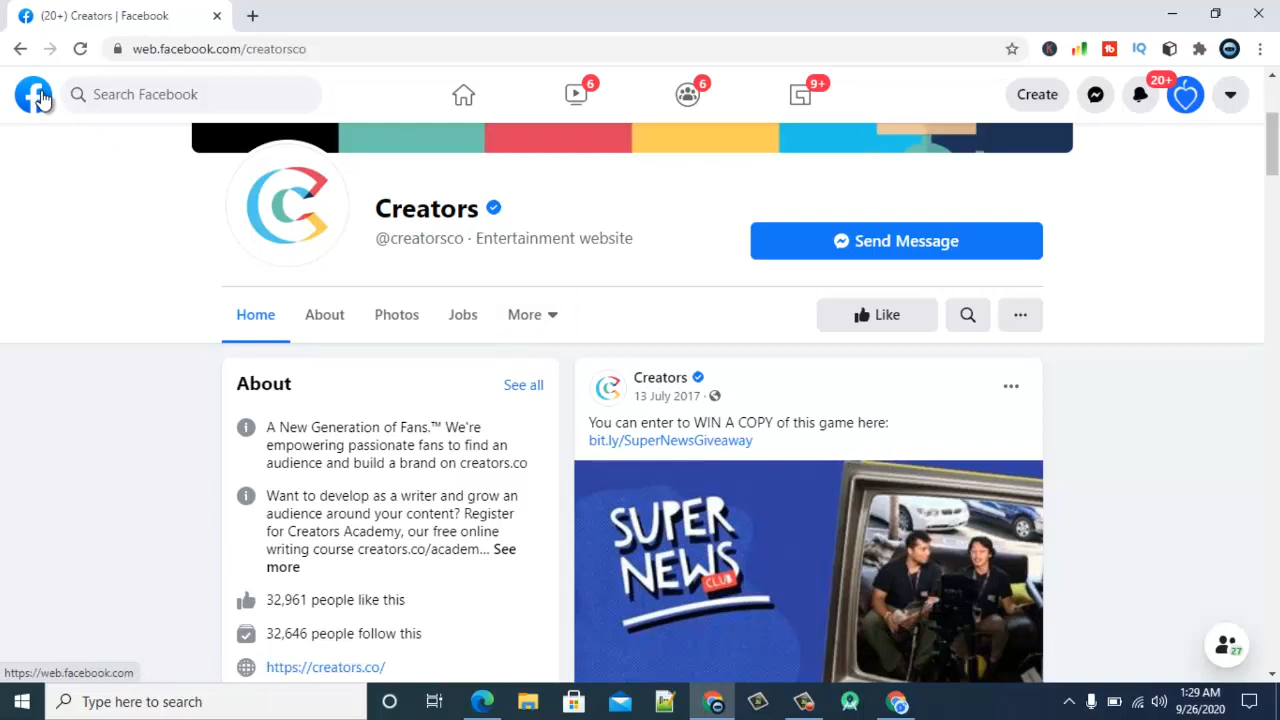 (20+) Creators | Facebook
web.facebook.com/creatorsco
Search Facebook
6
6
9+
Create
20+
Creators
@creatorsco · Entertainment website
Send Message
Home
About
Photos
Jobs
More
Like
About
See all
A New Generation of Fans.™ We're
empowering passionate fans to find an
audience and build a brand on creators.co
Want to develop as a writer and grow an
audience around your content? Register
for Creators Academy, our free online
writing course creators.co/academ... See
more
32,961 people like this
32,646 people follow this
https://creators.co/
Creators
13 July 2017 ·
You can enter to WIN A COPY of this game here:
bit.ly/SuperNewsGiveaway
SUPER
NEWS
CLUB
27
https://web.facebook.com
Type here to search
1:29 AM
9/26/2020